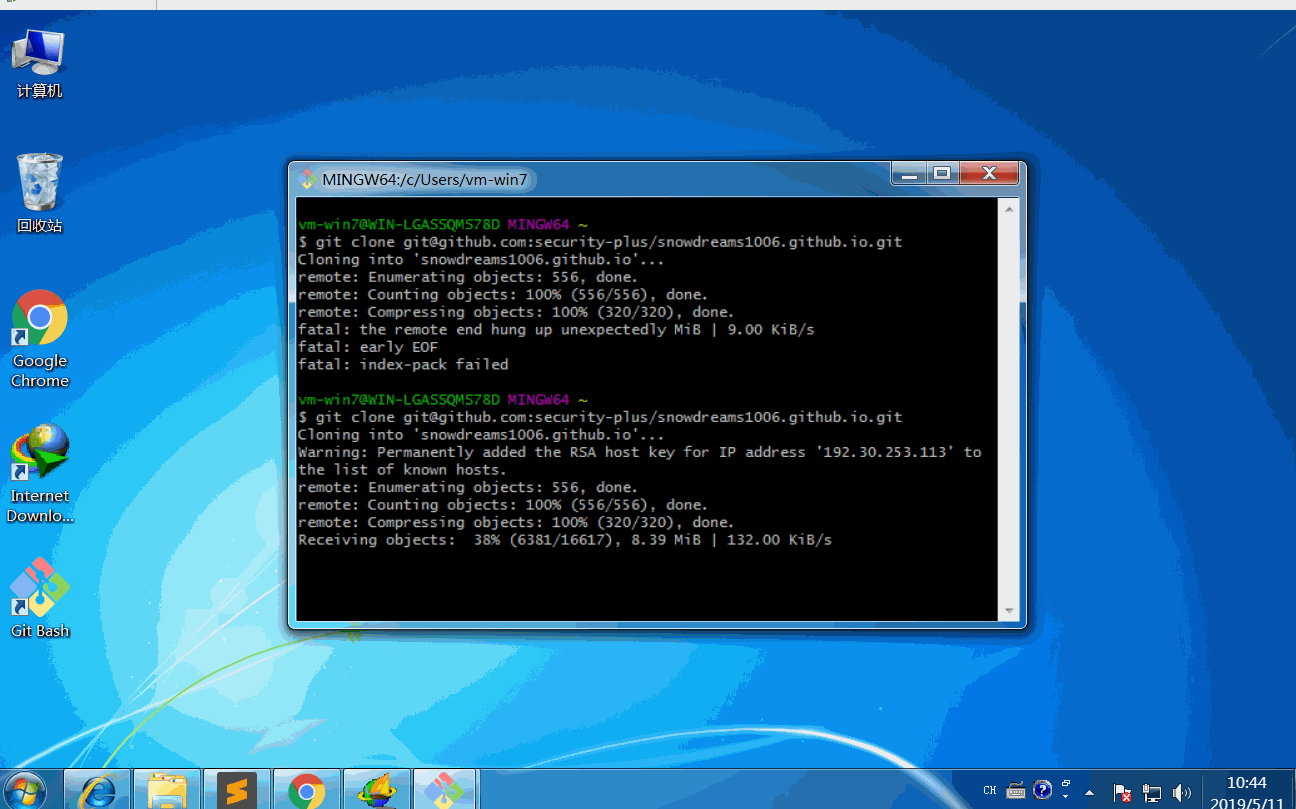 计算机
回收站
Google
Chrome
Internet
Downlo...
Git Bash
MINGW64:/c/Users/vm-win7
vm-win7@WIN-LGASSQMS78D MINGW64 ~
$ git clone git@github.com:security-plus/snowdreams1006.github.io.git
Cloning into 'snowdreams1006.github.io'...
remote: Enumerating objects: 556, done.
remote: Counting objects: 100% (556/556), done.
remote: Compressing objects: 100% (320/320), done.
fatal: the remote end hung up unexpectedly MiB | 9.00 KiB/s
fatal: early EOF
fatal: index-pack failed
vm-win7@WIN-LGASSQMS78D MINGW64 ~
$ git clone git@github.com:security-plus/snowdreams1006.github.io.git
Cloning into 'snowdreams1006.github.io'...
Warning: Permanently added the RSA host key for IP address '192.30.253.113' to
the list of known hosts.
remote: Enumerating objects: 556, done.
remote: Counting objects: 100% (556/556), done.
remote: Compressing objects: 100% (320/320), done.
Receiving objects:  38% (6381/16617), 8.39 MiB | 132.00 KiB/s
CH
10:44
2019/5/11